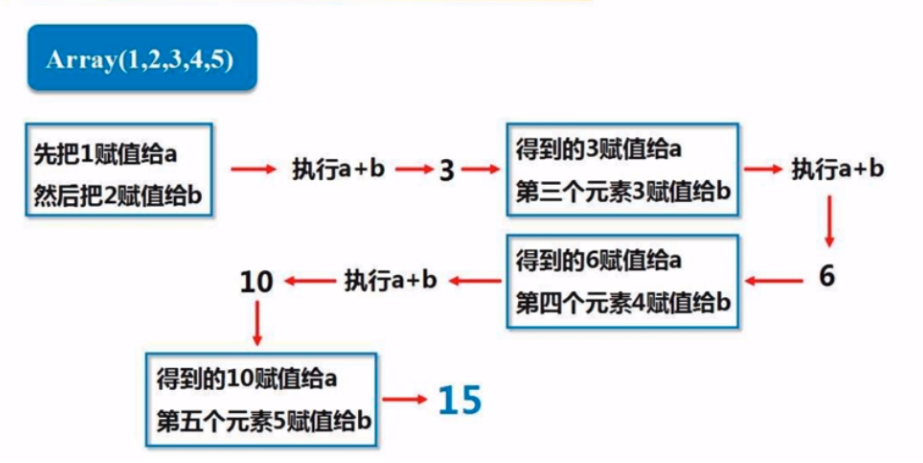 Array(1,2,3,4,5)
先把1赋值给a
然后把2赋值给b
执行a+b
3
得到的3赋值给a
第三个元素3赋值给b
执行a+b
6
得到的6赋值给a
第四个元素4赋值给b
执行a+b
10
得到的10赋值给a
第五个元素5赋值给b
15